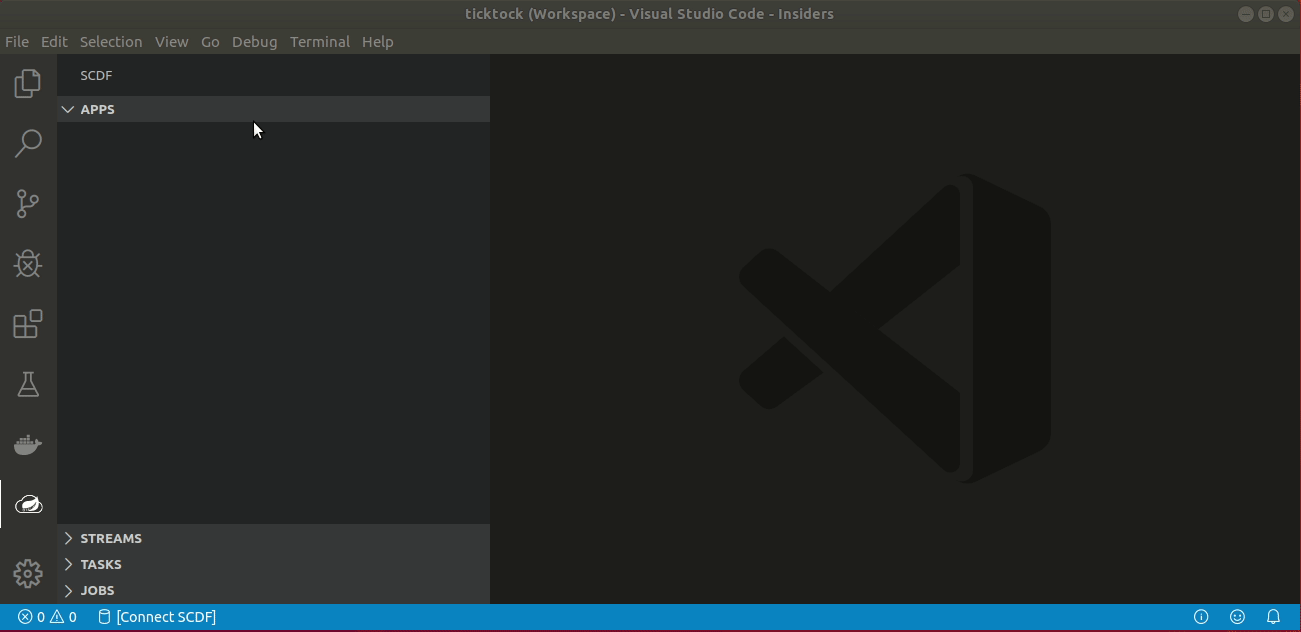 ticktock (Workspace) - Visual Studio Code - Insiders
File Edit Selection View Go Debug Terminal Help
SCDF
APPS
STREAMS
TASKS
JOBS
0 0 [Connect SCDF]